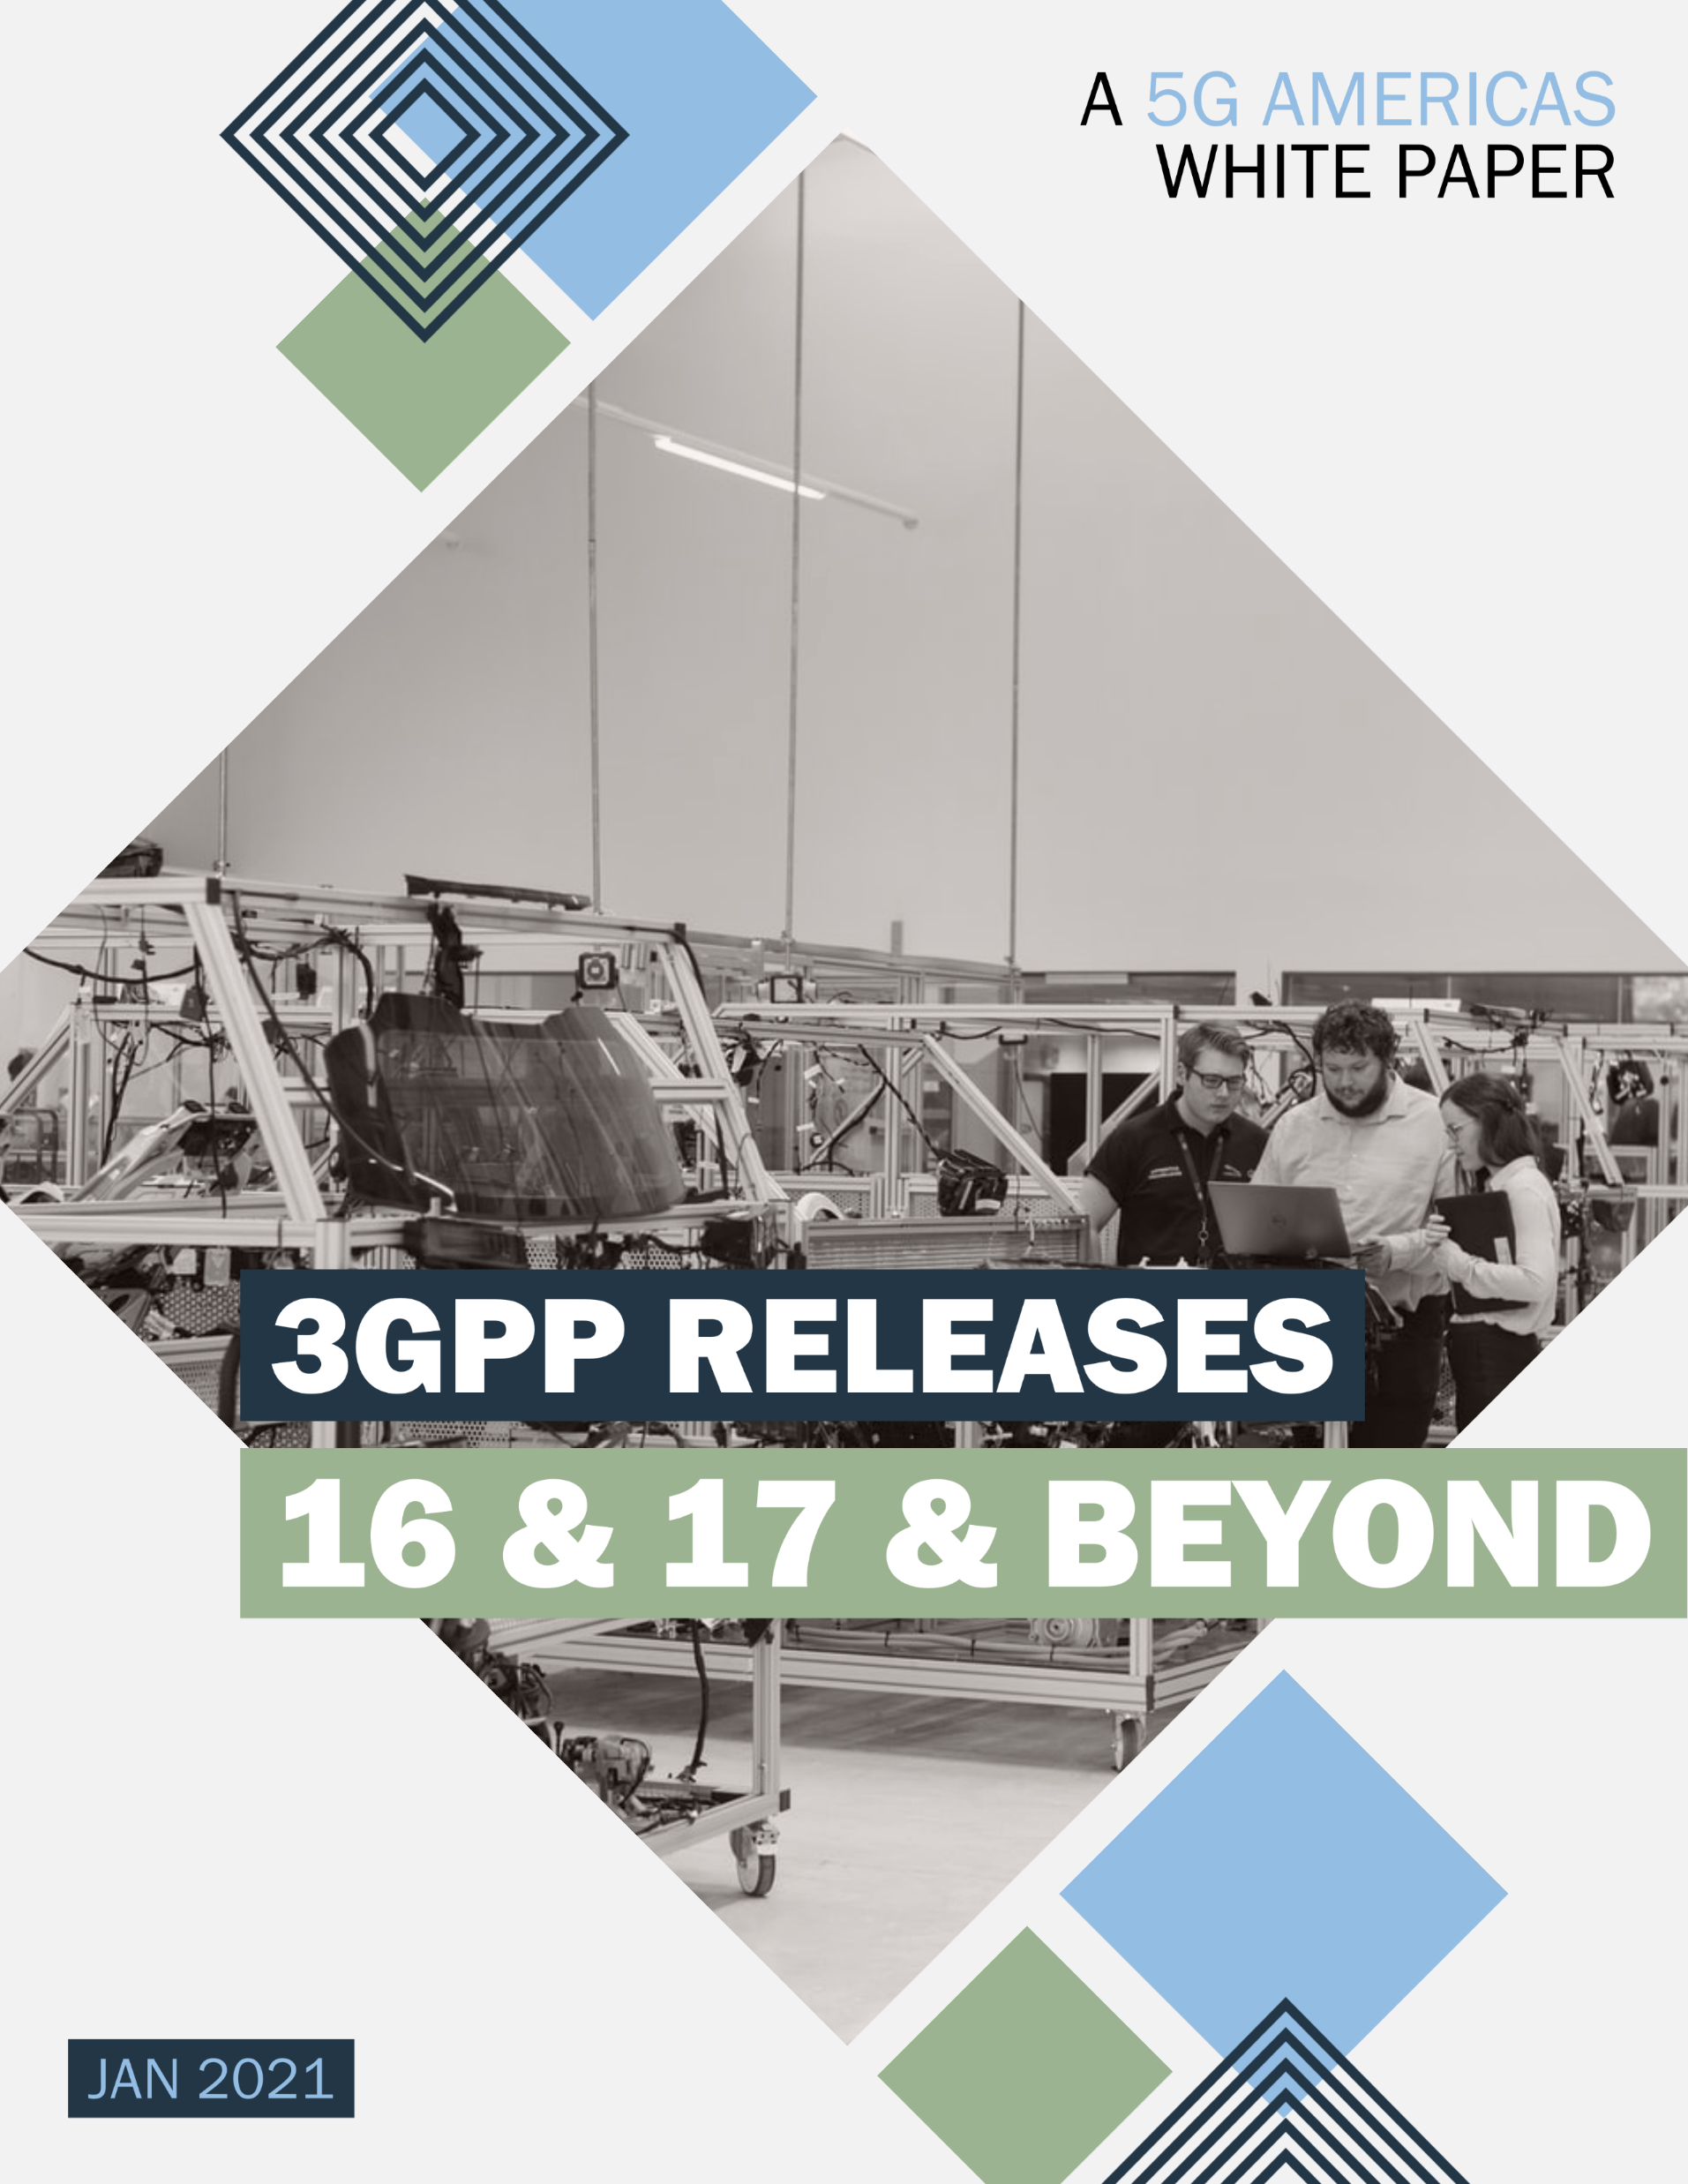 A 5G AMERICAS
WHITE PAPER
3GPP RELEASES
16 & 17 & BEYOND
JAN 2021